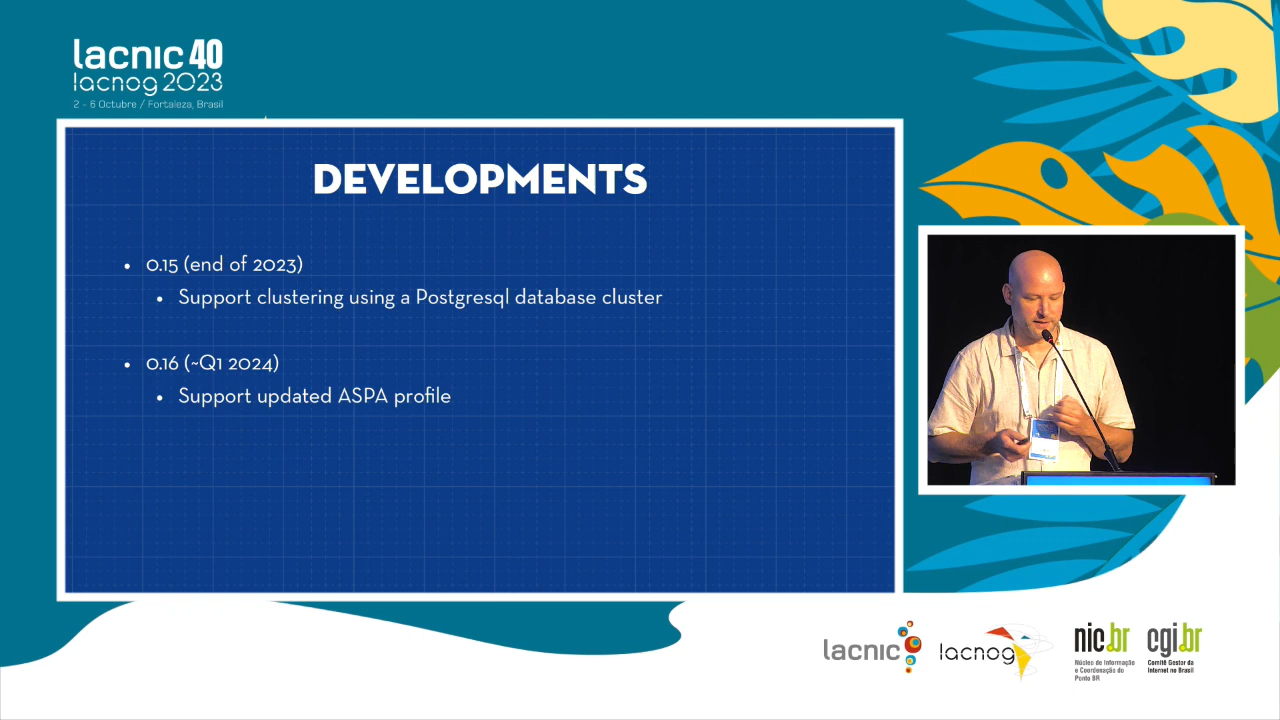 lacnic 40
lacnog 2023
2 - 6 Octubre / Fortaleza, Brasil
DEVELOPMENTS
• 0.15 (end of 2023)
• Support clustering using a Postgresql database cluster
• 0.16 (~Q1 2024)
• Support updated ASPA profile
lacnic
lacnog
nic.br
Núcleo de Informação
e Coordenação do
Ponto BR
cgi.br
Comitê Gestor da
Internet no Brasil